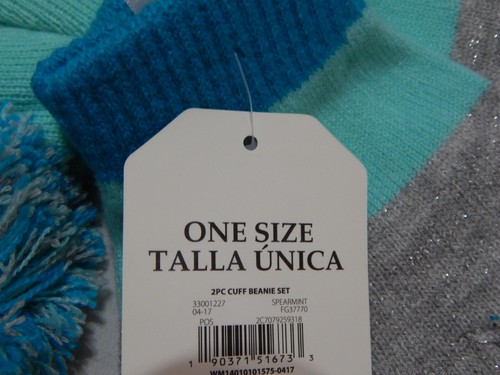 ONE SIZE
TALLA ÚNICA
2PC CUFF BEANIE SET
33001227 SPEARMINT
04-17 FG37770
PO5 2C7079259318
1 90371 51673 3
WM14010101575-0417